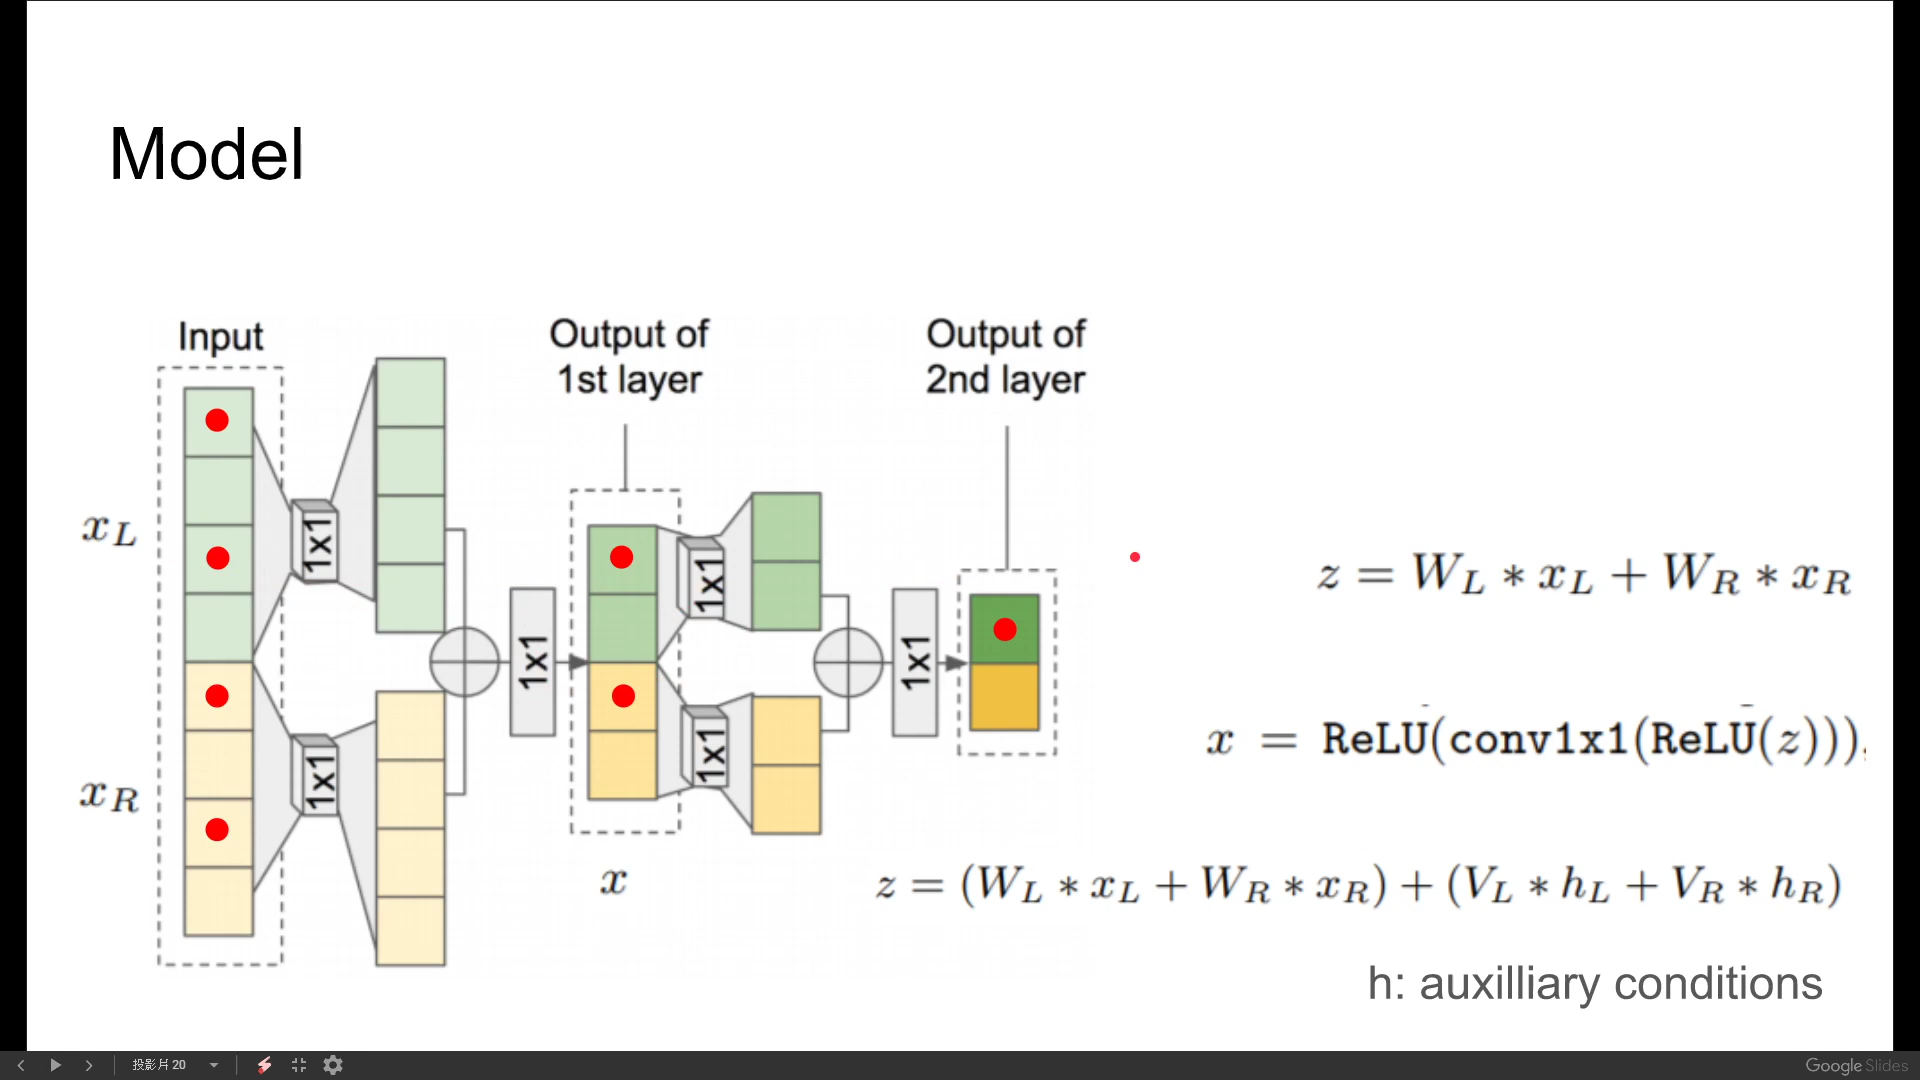 Model
Input
Output of
1st layer
Output of
2nd layer
x_L
x_R
1x1
1x1
1x1
1x1
1x1
1x1
x
z = W_L * x_L + W_R * x_R
x = ReLU(conv1x1(ReLU(z))),
z = (W_L * x_L + W_R * x_R) + (V_L * h_L + V_R * h_R)
h: auxilliary conditions
投影片 20
Google Slides